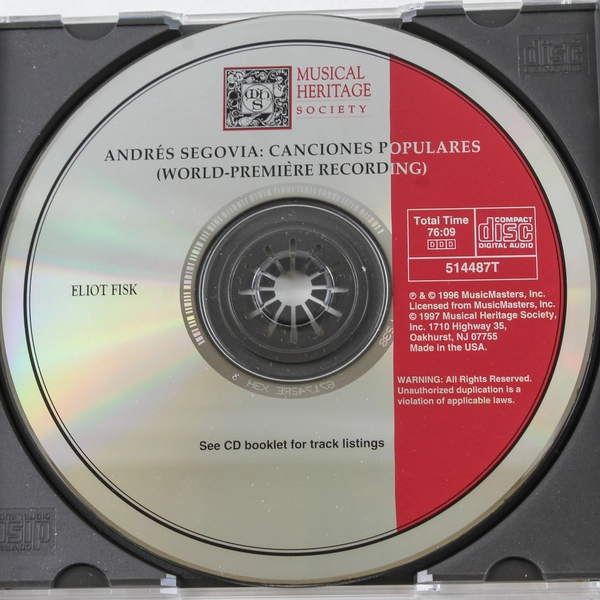 MUSICAL
HERITAGE
SOCIETY
MHS
ANDRÉS SEGOVIA: CANCIONES POPULARES
(WORLD-PREMIÈRE RECORDING)
Total Time
76:09
DDD
COMPACT
disc
DIGITAL AUDIO
514487T
ELIOT FISK
℗ & © 1996 MusicMasters, Inc.
Licensed from MusicMasters, Inc.
© 1997 Musical Heritage Society,
Inc. 1710 Highway 35,
Oakhurst, NJ 07755
Made in the USA.
WARNING: All Rights Reserved.
Unauthorized duplication is a
violation of applicable laws.
See CD booklet for track listings